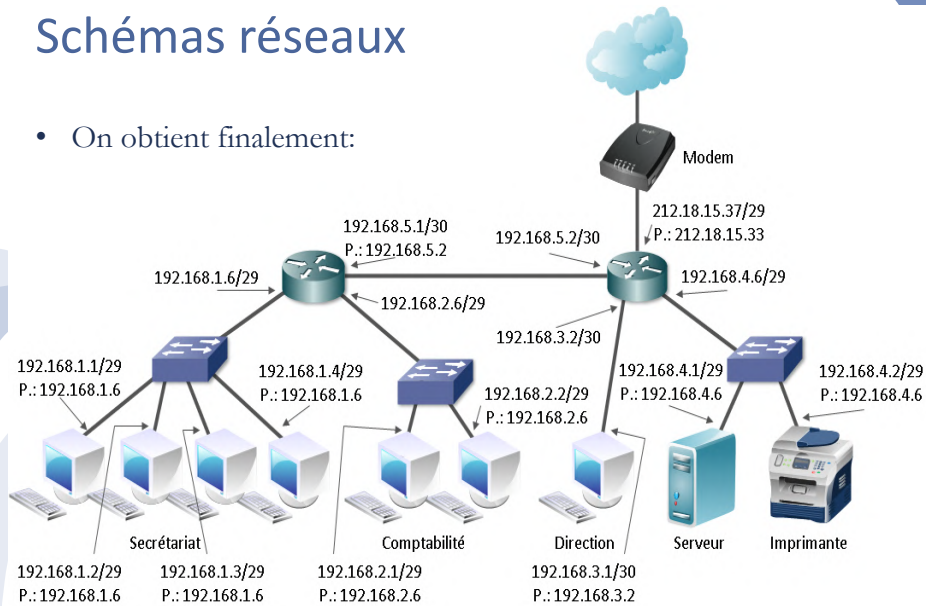 Schémas réseaux
• On obtient finalement:
Modem
212.18.15.37/29
P.: 212.18.15.33
192.168.5.1/30
P.: 192.168.5.2
192.168.5.2/30
192.168.1.6/29
192.168.4.6/29
192.168.2.6/29
192.168.3.2/30
192.168.1.1/29
P.: 192.168.1.6
192.168.1.4/29
P.: 192.168.1.6
192.168.2.2/29
P.: 192.168.2.6
192.168.4.1/29
P.: 192.168.4.6
192.168.4.2/29
P.: 192.168.4.6
Secrétariat
Comptabilité
Direction
Serveur
Imprimante
192.168.1.2/29
P.: 192.168.1.6
192.168.1.3/29
P.: 192.168.1.6
192.168.2.1/29
P.: 192.168.2.6
192.168.3.1/30
P.: 192.168.3.2